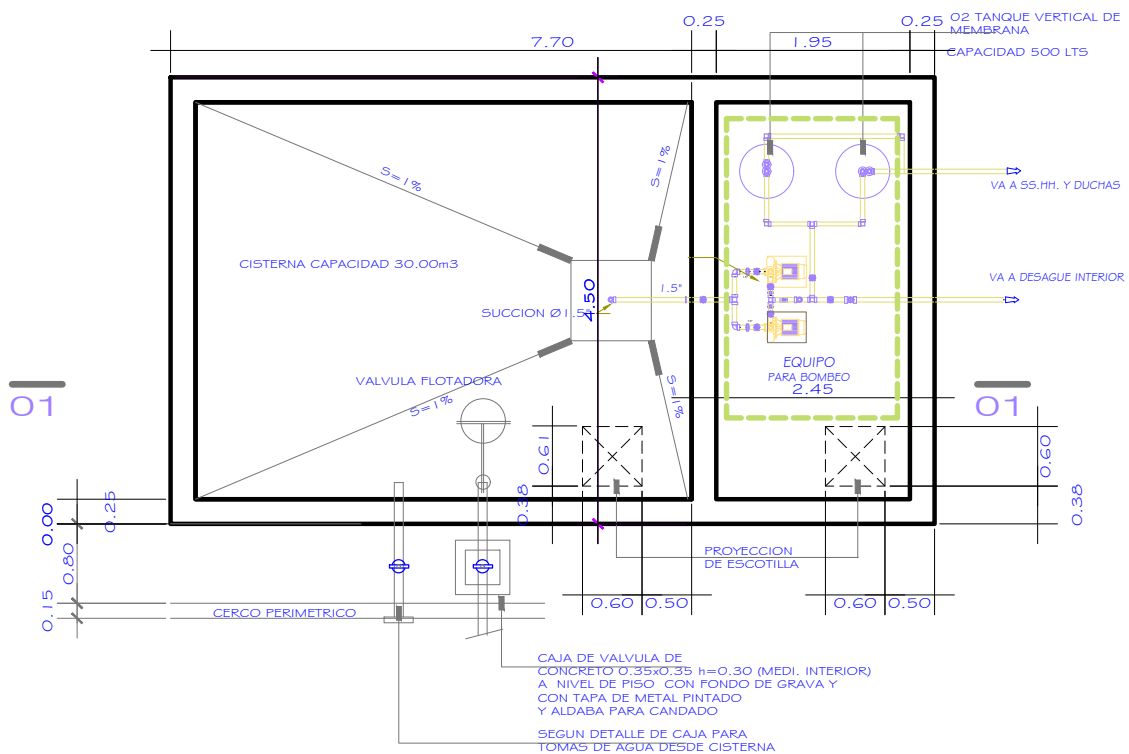 0.25
0.25
02 TANQUE VERTICAL DE
MEMBRANA
CAPACIDAD 500 LTS
7.70
1.95
S=1%
S=1%
VA A SS.HH. Y DUCHAS
CISTERNA CAPACIDAD 30.00m3
VA A DESAGUE INTERIOR
1.5"
4.50
SUCCION Ø1.5
EQUIPO
PARA BOMBEO
2.45
VALVULA FLOTADORA
S=1%
S=1%
01
01
0.61
0.60
0.38
0.38
0.25
0.00
0.80
0.15
PROYECCION
DE ESCOTILLA
0.60
0.50
0.60
0.50
CERCO PERIMETRICO
CAJA DE VALVULA DE
CONCRETO 0.35x0.35 h=0.30 (MEDI. INTERIOR)
A NIVEL DE PISO CON FONDO DE GRAVA Y
CON TAPA DE METAL PINTADO
Y ALDABA PARA CANDADO
SEGUN DETALLE DE CAJA PARA
TOMAS DE AGUA DESDE CISTERNA